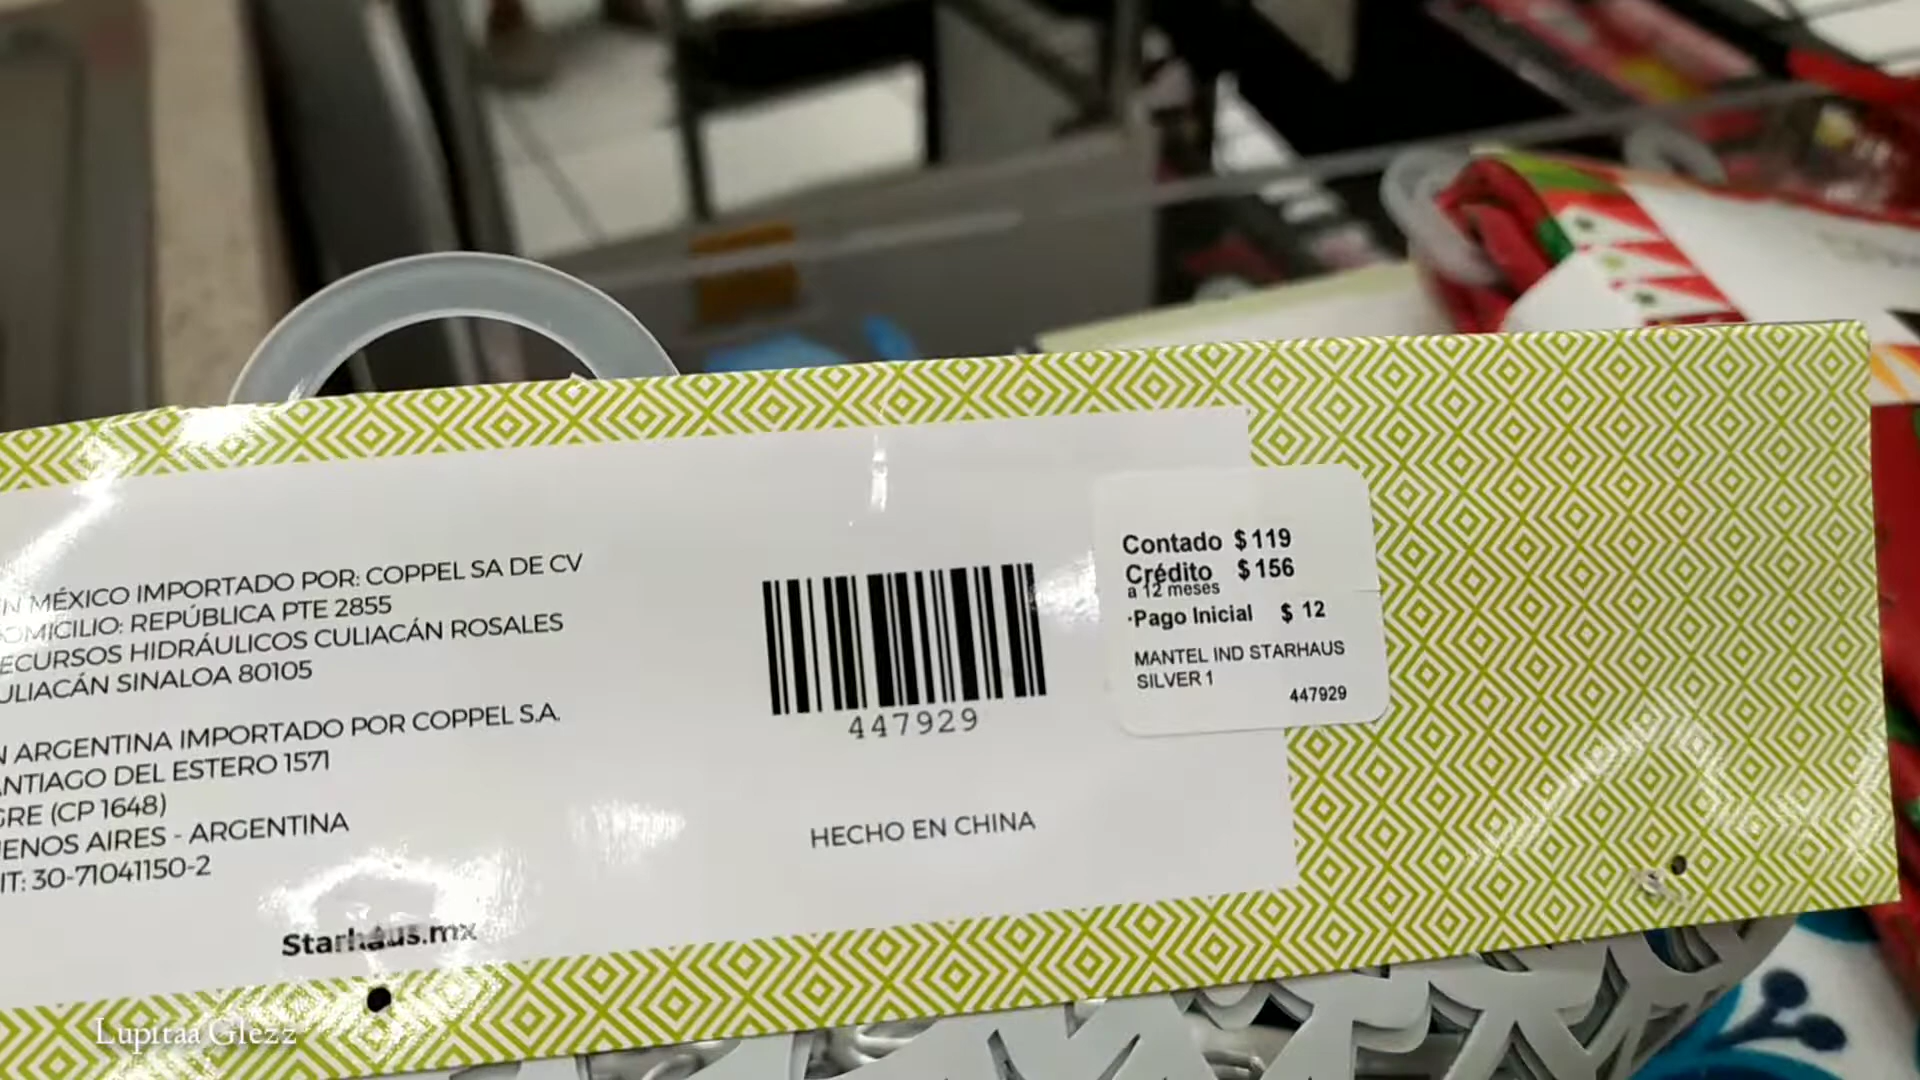 N MÉXICO IMPORTADO POR: COPPEL SA DE CV
OMICILIO: REPÚBLICA PTE 2855
ECURSOS HIDRÁULICOS CULIACÁN ROSALES
ULIACÁN SINALOA 80105
N ARGENTINA IMPORTADO POR COPPEL S.A.
ANTIAGO DEL ESTERO 1571
GRE (CP 1648)
ENOS AIRES - ARGENTINA
IT: 30-71041150-2
Starhaus.mx
447929
HECHO EN CHINA
Contado $119
Crédito $156
a 12 meses
·Pago Inicial $ 12
MANTEL IND STARHAUS
SILVER 1
447929
Lupitaa Glezz